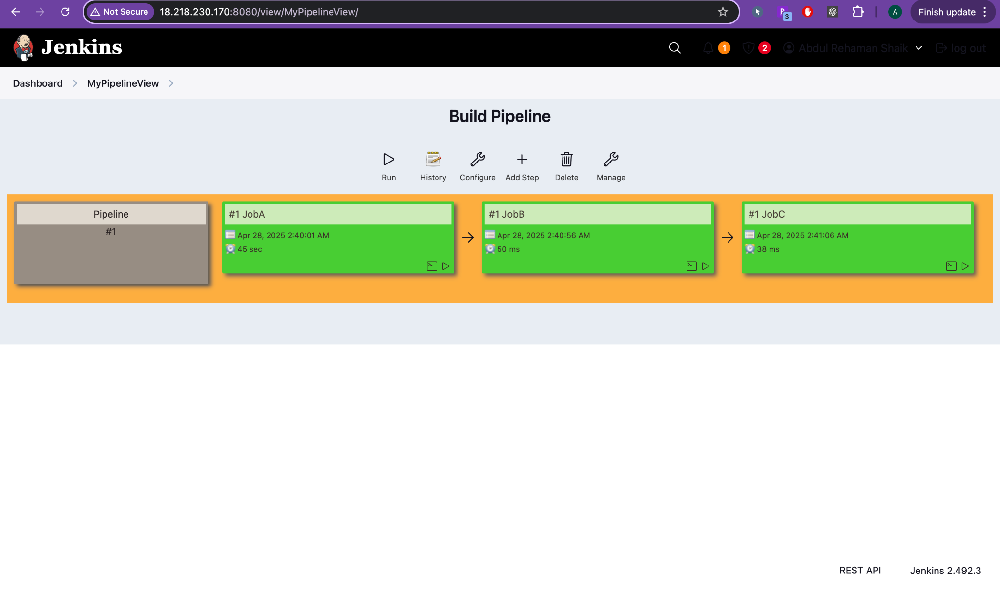 Not Secure 18.218.230.170:8080/view/MyPipelineView/ 3 A Finish update
Jenkins 1 2 Abdul Rehaman Shaik log out
Dashboard MyPipelineView
Build Pipeline
Run History Configure Add Step Delete Manage
Pipeline
#1
#1 JobA
Apr 28, 2025 2:40:01 AM
45 sec
#1 JobB
Apr 28, 2025 2:40:56 AM
50 ms
#1 JobC
Apr 28, 2025 2:41:06 AM
38 ms
REST API Jenkins 2.492.3